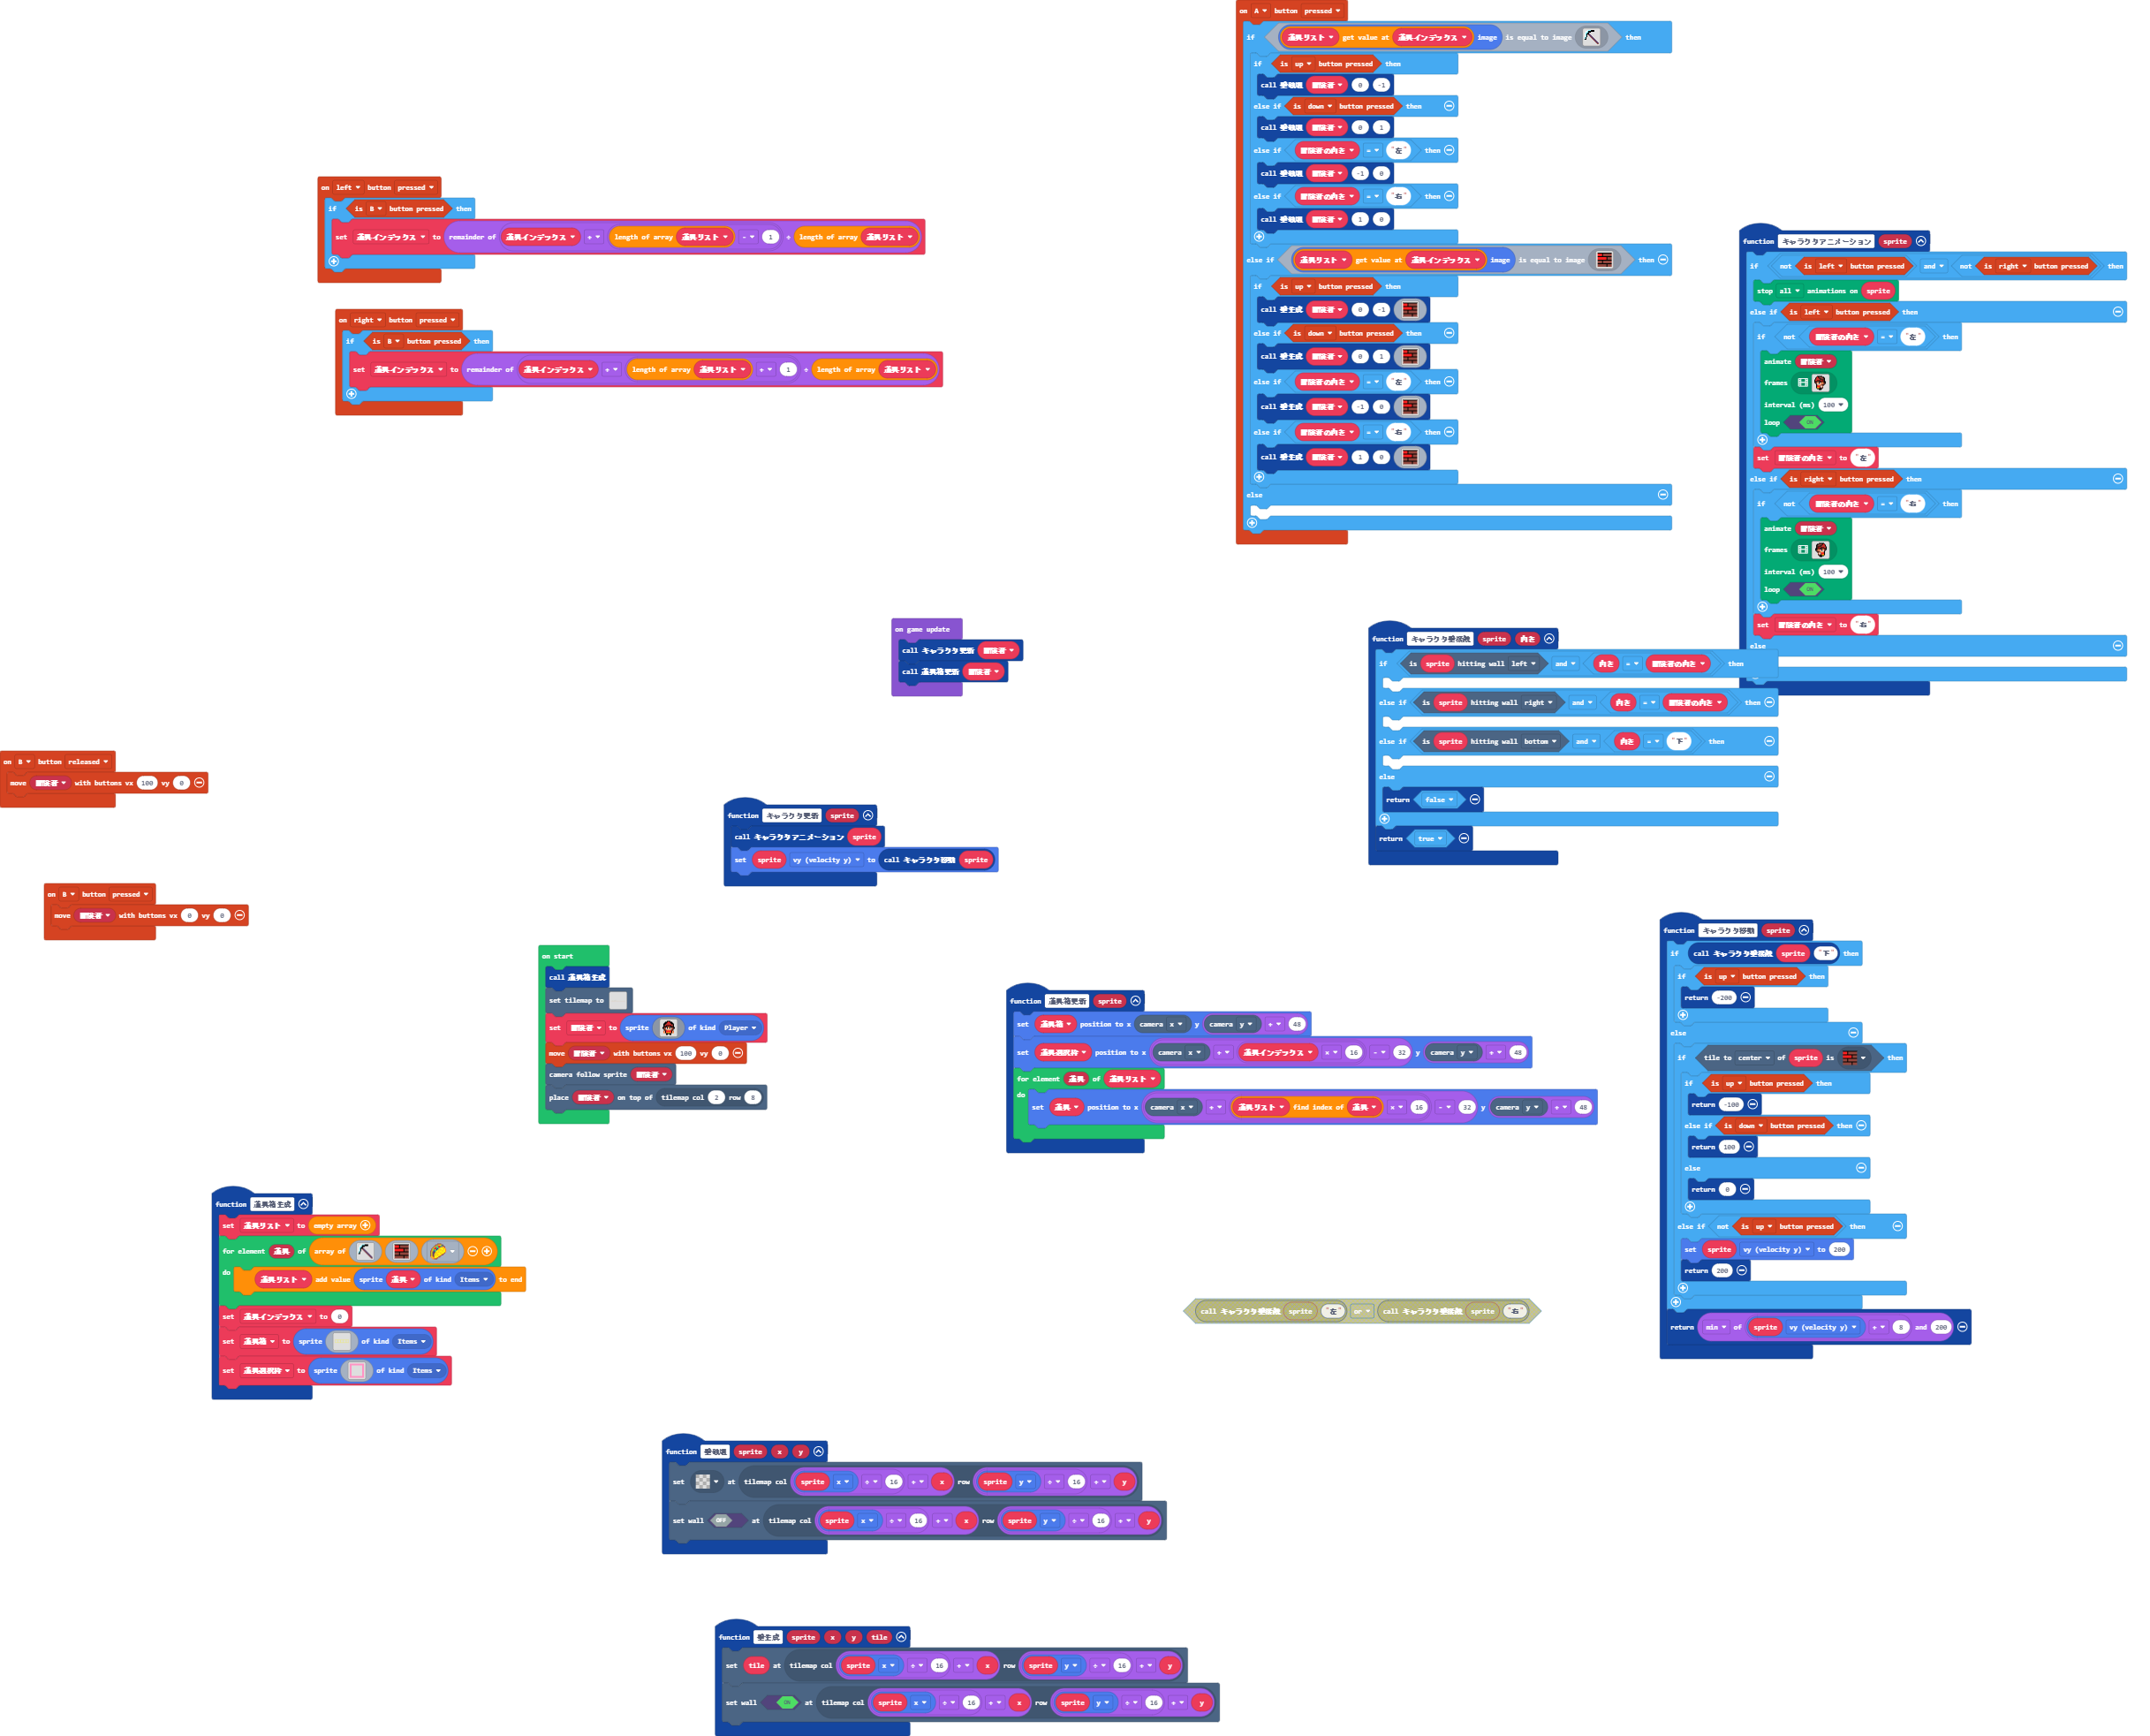 on A button pressed
if 道具リスト get value at 道具インデックス image is equal to image then
if is up button pressed then
call 壁破壊 冒険者 0 -1
else if is down button pressed then
call 壁破壊 冒険者 0 1
else if 冒険者の向き = "左" then
call 壁破壊 冒険者 -1 0
else if 冒険者の向き = "右" then
call 壁破壊 冒険者 1 0
else if 道具リスト get value at 道具インデックス image is equal to image then
if is up button pressed then
call 壁生成 冒険者 0 -1
else if is down button pressed then
call 壁生成 冒険者 0 1
else if 冒険者の向き = "左" then
call 壁生成 冒険者 -1 0
else if 冒険者の向き = "右" then
call 壁生成 冒険者 1 0
else
on left button pressed
if is B button pressed then
set 道具インデックス to remainder of 道具インデックス + length of array 道具リスト - 1 ÷ length of array 道具リスト
on right button pressed
if is B button pressed then
set 道具インデックス to remainder of 道具インデックス + length of array 道具リスト + 1 ÷ length of array 道具リスト
function キャラクタアニメーション sprite
if not is left button pressed and not is right button pressed then
stop all animations on sprite
else if is left button pressed then
if not 冒険者の向き = "左" then
animate 冒険者
frames
interval (ms) 100
loop ON
set 冒険者の向き to "左"
else if is right button pressed then
if not 冒険者の向き = "右" then
animate 冒険者
frames
interval (ms) 100
loop ON
set 冒険者の向き to "右"
else
on game update
call キャラクタ更新 冒険者
call 道具箱更新 冒険者
function キャラクタ壁接触 sprite 向き
if is sprite hitting wall left and 向き = 冒険者の向き then
else if is sprite hitting wall right and 向き = 冒険者の向き then
else if is sprite hitting wall bottom and 向き = "下" then
else
return false
return true
on B button released
move 冒険者 with buttons vx 100 vy 0
function キャラクタ更新 sprite
call キャラクタアニメーション sprite
set sprite vy (velocity y) to call キャラクタ移動 sprite
on B button pressed
move 冒険者 with buttons vx 0 vy 0
on start
call 道具箱生成
set tilemap to
set 冒険者 to sprite of kind Player
move 冒険者 with buttons vx 100 vy 0
camera follow sprite 冒険者
place 冒険者 on top of tilemap col 2 row 8
function 道具箱更新 sprite
set 道具箱 position to x camera x y camera y + 48
set 道具選択枠 position to x camera x + 道具インデックス × 16 - 32 y camera y + 48
for element 道具 of 道具リスト
do set 道具 position to x camera x + 道具リスト find index of 道具 × 16 - 32 y camera y + 48
function キャラクタ移動 sprite
if call キャラクタ壁接触 sprite "下" then
if is up button pressed then
return -200
else
if tile to center of sprite is then
if is up button pressed then
return -100
else if is down button pressed then
return 100
else
return 0
else if not is up button pressed then
set sprite vy (velocity y) to 200
return 200
return min of sprite vy (velocity y) + 8 and 200
function 道具箱生成
set 道具リスト to empty array
for element 道具 of array of
do 道具リスト add value sprite 道具 of kind Items to end
set 道具インデックス to 0
set 道具箱 to sprite of kind Items
set 道具選択枠 to sprite of kind Items
call キャラクタ壁接触 sprite "左" or call キャラクタ壁接触 sprite "右"
function 壁破壊 sprite x y
set at tilemap col sprite x ÷ 16 + x row sprite y ÷ 16 + y
set wall OFF at tilemap col sprite x ÷ 16 + x row sprite y ÷ 16 + y
function 壁生成 sprite x y tile
set tile at tilemap col sprite x ÷ 16 + x row sprite y ÷ 16 + y
set wall ON at tilemap col sprite x ÷ 16 + x row sprite y ÷ 16 + y